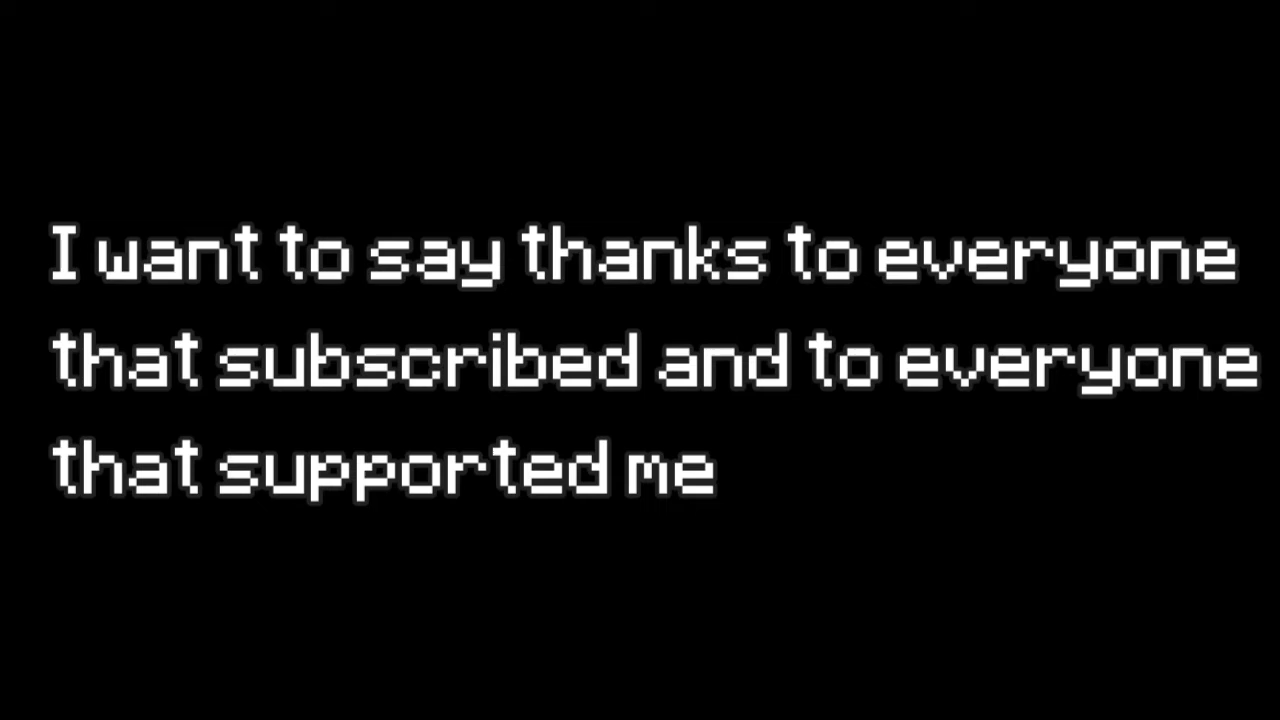 I want to say thanks to everyone
that subscribed and to everyone
that supported me